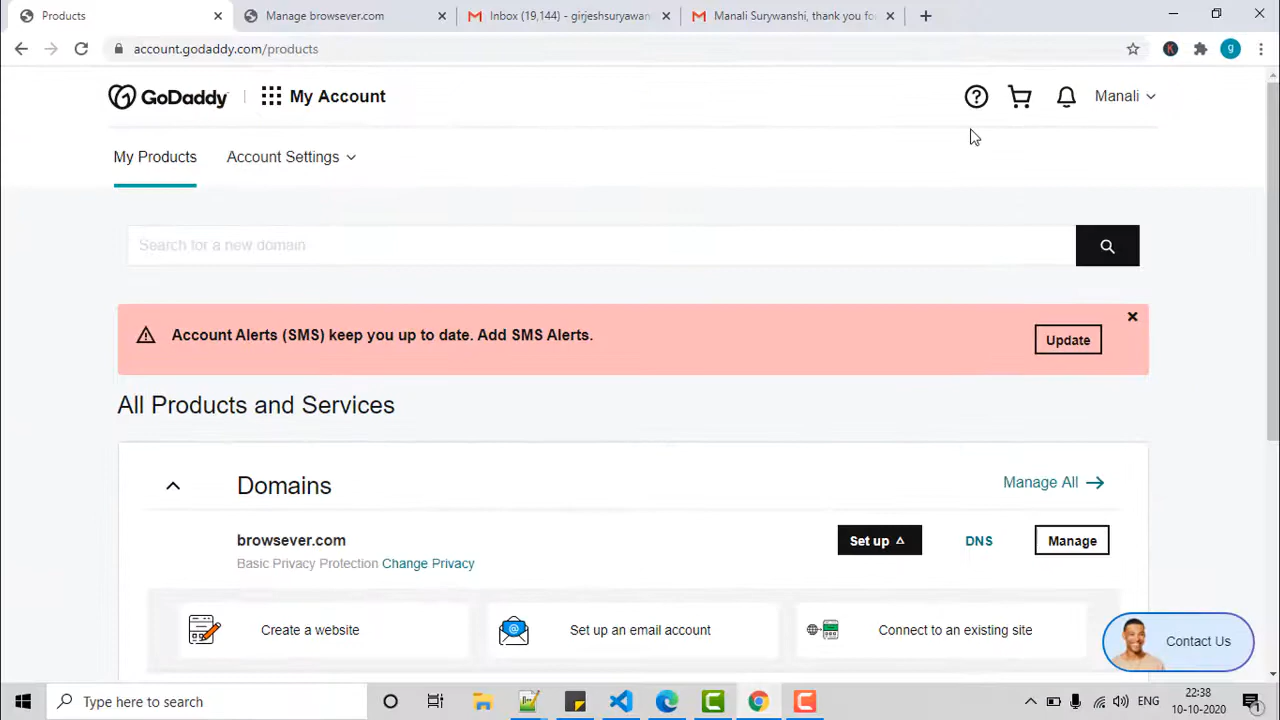 Products
Manage browsever.com
Inbox (19,144) - girjeshsuryawan
Manali Surywanshi, thank you fo
account.godaddy.com/products
K
g
GoDaddy
My Account
Manali
My Products
Account Settings
Search for a new domain
Account Alerts (SMS) keep you up to date. Add SMS Alerts.
Update
All Products and Services
Domains
Manage All
browsever.com
Set up
DNS
Manage
Basic Privacy Protection Change Privacy
Create a website
Set up an email account
Connect to an existing site
Contact Us
Type here to search
ENG
22:38
10-10-2020
1